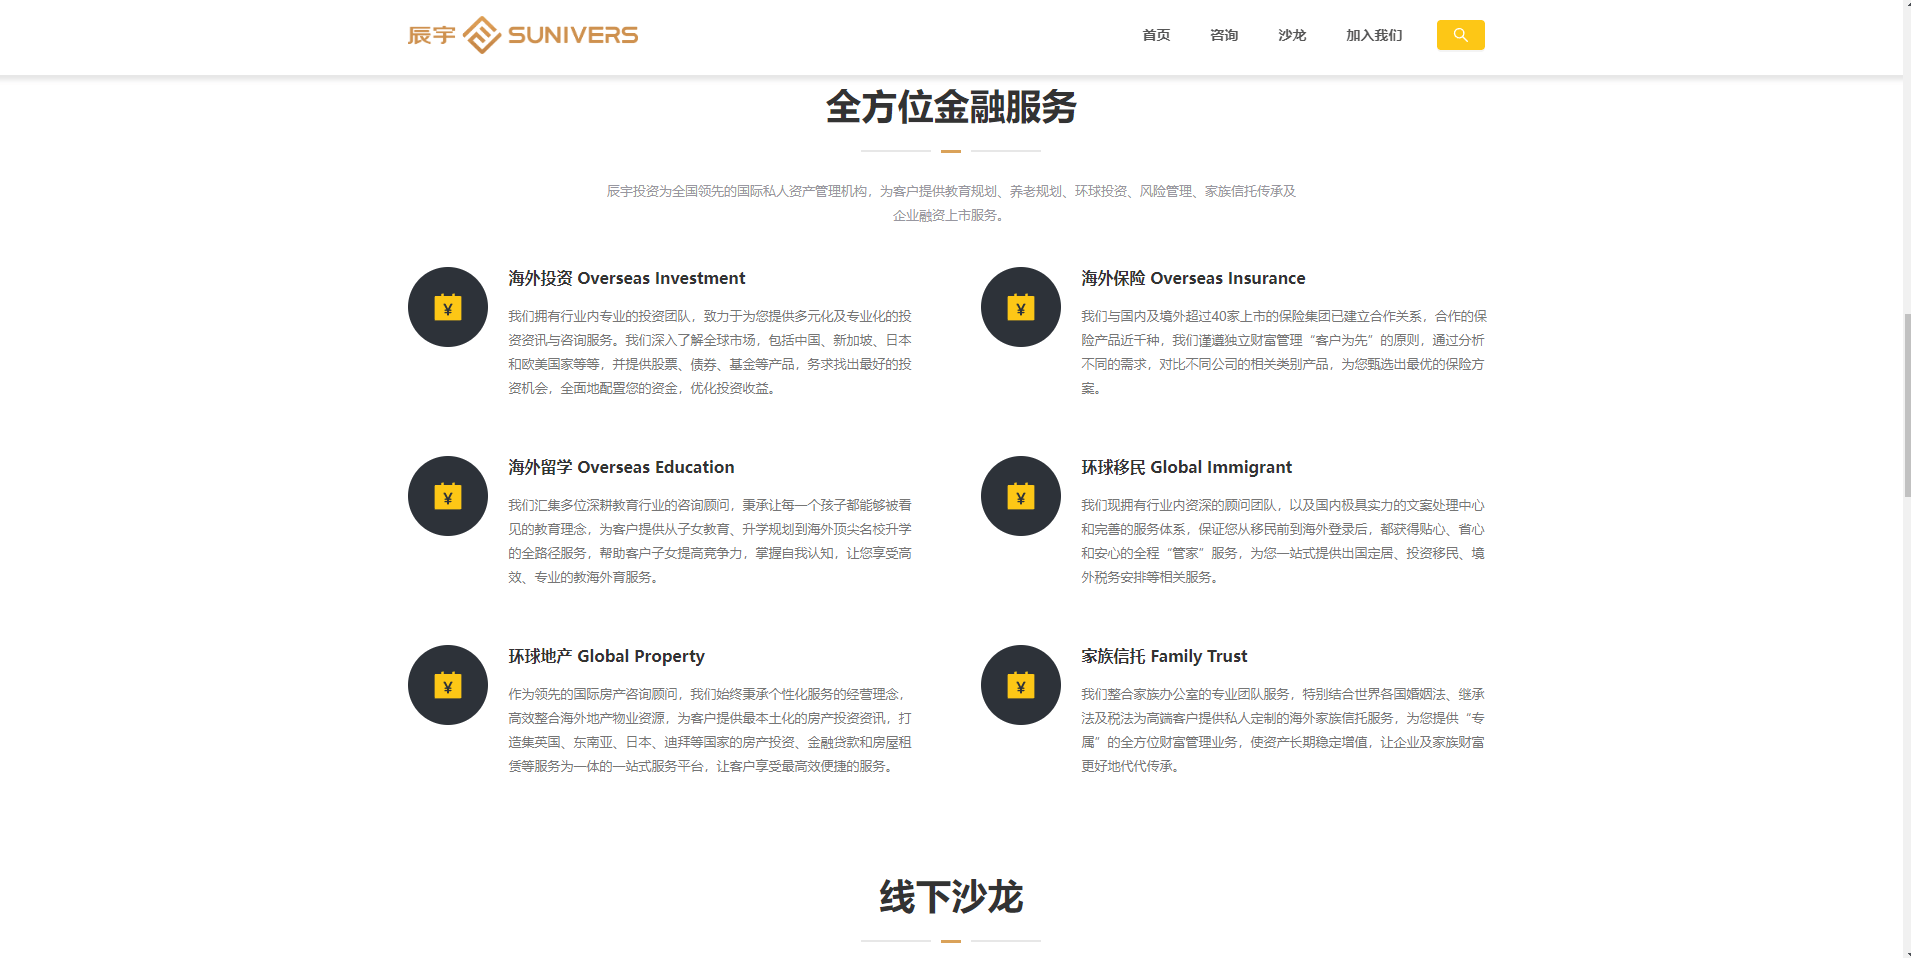 辰宇 SUNIVERS
首页 咨询 沙龙 加入我们
全方位金融服务
辰宇投资为全国领先的国际私人资产管理机构，为客户提供教育规划、养老规划、环球投资、风险管理、家族信托传承及
企业融资上市服务。
¥
海外投资 Overseas Investment
我们拥有行业内专业的投资团队，致力于为您提供多元化及专业化的投
资资讯与咨询服务。我们深入了解全球市场，包括中国、新加坡、日本
和欧美国家等等，并提供股票、债券、基金等产品，务求找出最好的投
资机会，全面地配置您的资金，优化投资收益。
¥
海外保险 Overseas Insurance
我们与国内及境外超过40家上市的保险集团已建立合作关系，合作的保
险产品近千种，我们谨遵独立财富管理“客户为先”的原则，通过分析
不同的需求，对比不同公司的相关类别产品，为您甄选出最优的保险方
案。
¥
海外留学 Overseas Education
我们汇集多位深耕教育行业的咨询顾问，秉承让每一个孩子都能够被看
见的教育理念，为客户提供从子女教育、升学规划到海外顶尖名校升学
的全路径服务，帮助客户子女提高竞争力，掌握自我认知，让您享受高
效、专业的教海外育服务。
¥
环球移民 Global Immigrant
我们现拥有行业内资深的顾问团队，以及国内极具实力的文案处理中心
和完善的服务体系，保证您从移民前到海外登录后，都获得贴心、省心
和安心的全程“管家”服务，为您一站式提供出国定居、投资移民、境
外税务安排等相关服务。
¥
环球地产 Global Property
作为领先的国际房产咨询顾问，我们始终秉承个性化服务的经营理念，
高效整合海外地产物业资源，为客户提供最本土化的房产投资资讯，打
造集英国、东南亚、日本、迪拜等国家的房产投资、金融贷款和房屋租
赁等服务为一体的一站式服务平台，让客户享受最高效便捷的服务。
¥
家族信托 Family Trust
我们整合家族办公室的专业团队服务，特别结合世界各国婚姻法、继承
法及税法为高端客户提供私人定制的海外家族信托服务，为您提供“专
属”的全方位财富管理业务，使资产长期稳定增值，让企业及家族财富
更好地代代传承。
线下沙龙